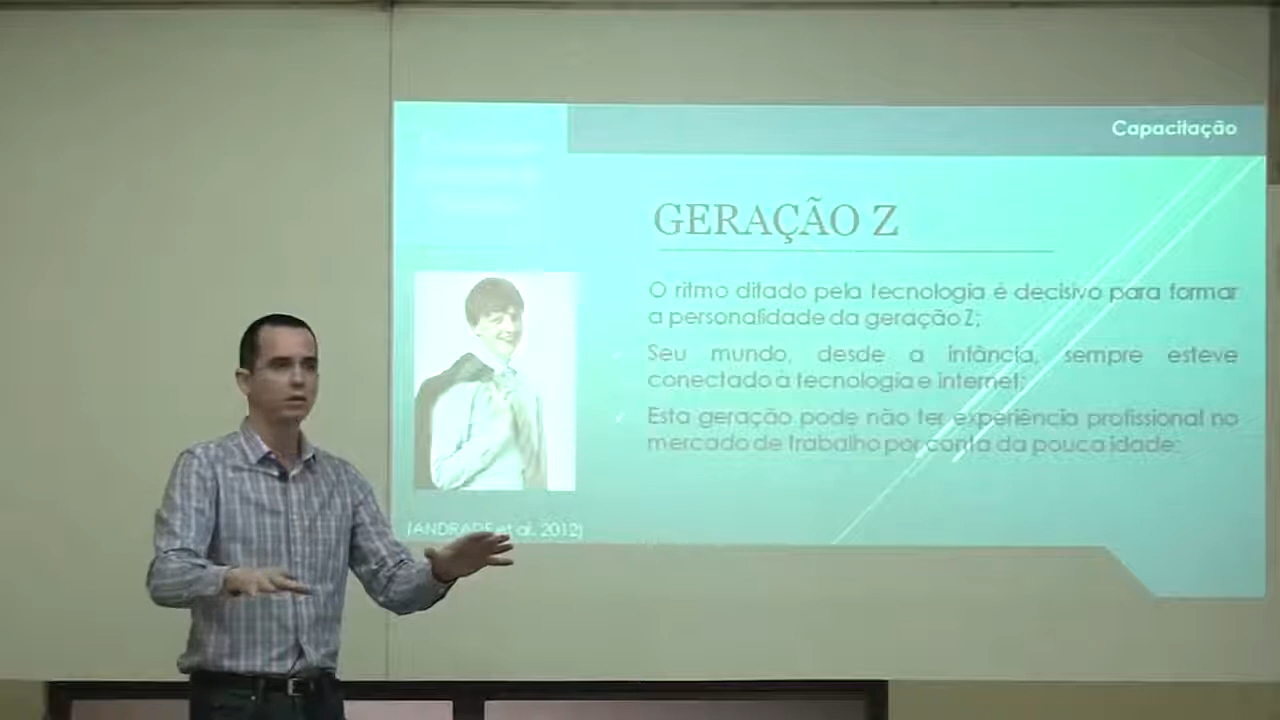 Capacitação
GERAÇÃO Z
O ritmo ditado pela tecnologia é decisivo para formar
a personalidade da geração Z;
Seu mundo, desde a infância, sempre esteve
conectado à tecnologia e internet;
Esta geração pode não ter experiência profissional no
mercado de trabalho por conta da pouca idade;
(ANDRADE et al. 2012)